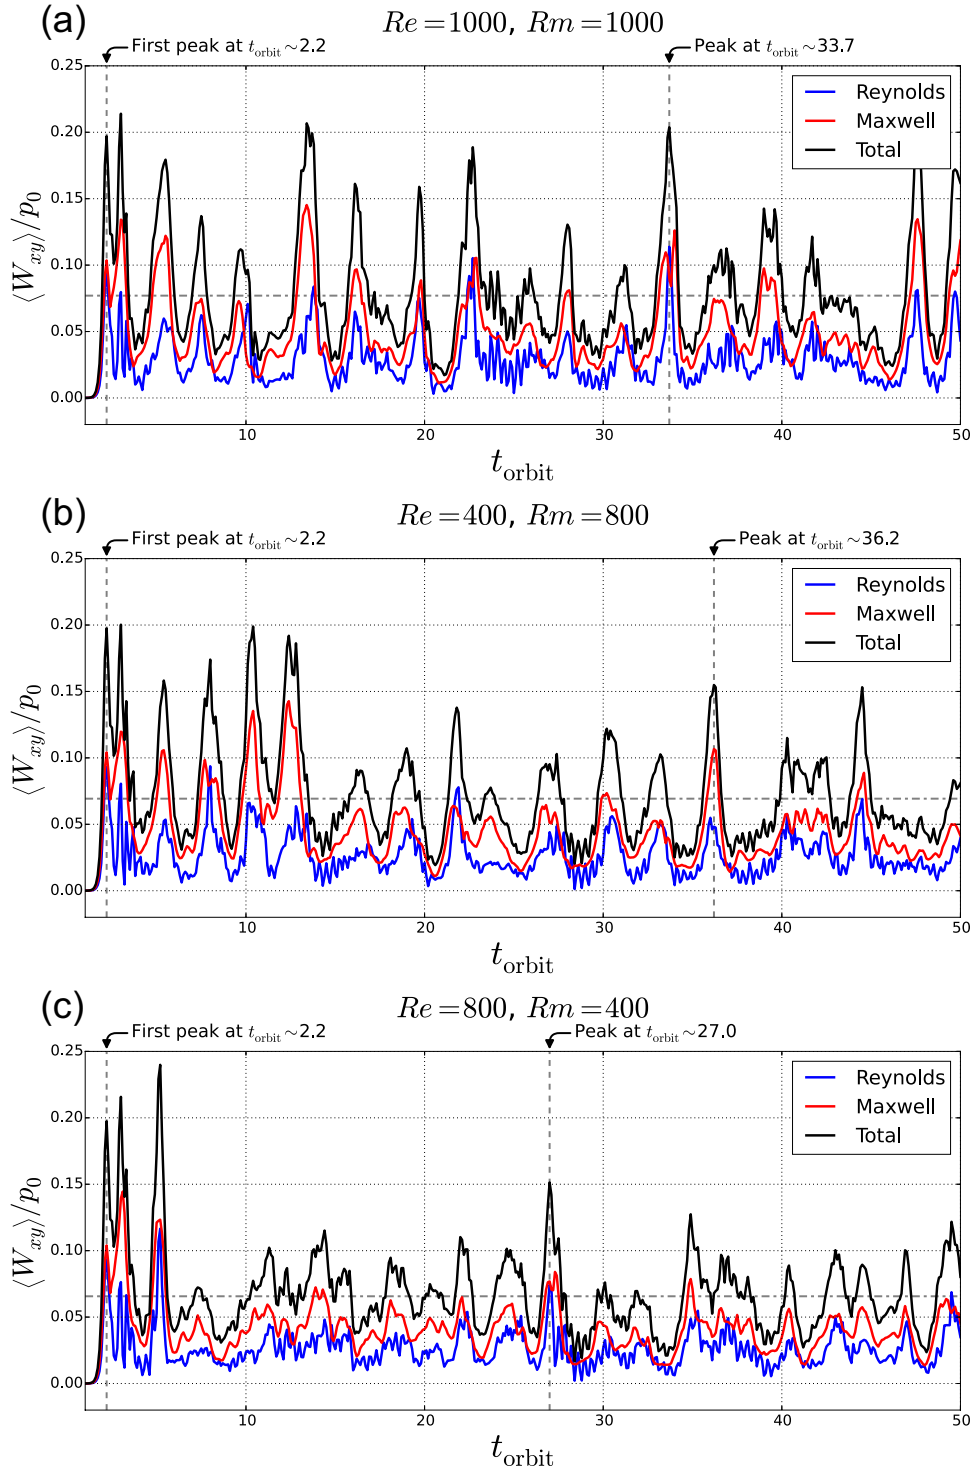 (a)
Re=1000, Rm=1000
First peak at t_orbit~2.2
Peak at t_orbit~33.7
0.25
0.20
0.15
0.10
0.05
0.00
⟨W_xy⟩/p_0
Reynolds
Maxwell
Total
10 20 30 40 50
t_orbit
(b)
Re=400, Rm=800
First peak at t_orbit~2.2
Peak at t_orbit~36.2
0.25
0.20
0.15
0.10
0.05
0.00
⟨W_xy⟩/p_0
Reynolds
Maxwell
Total
10 20 30 40 50
t_orbit
(c)
Re=800, Rm=400
First peak at t_orbit~2.2
Peak at t_orbit~27.0
0.25
0.20
0.15
0.10
0.05
0.00
⟨W_xy⟩/p_0
Reynolds
Maxwell
Total
10 20 30 40 50
t_orbit